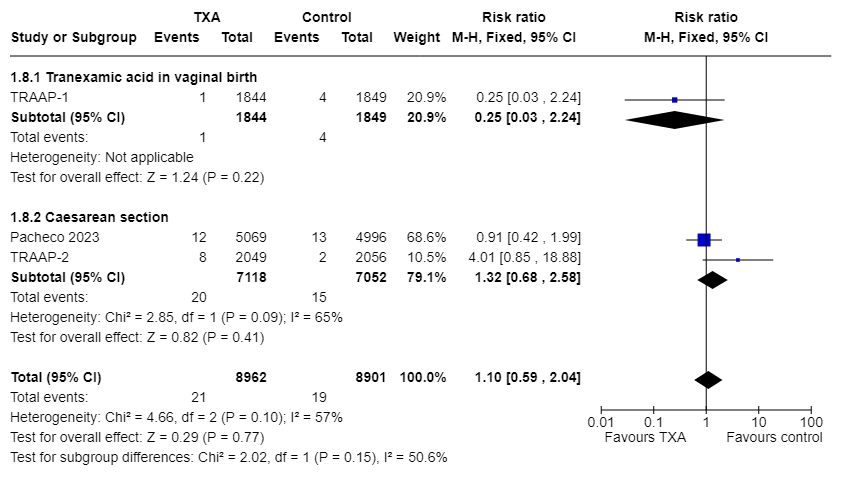 TXA Control Risk ratio Risk ratio
Study or Subgroup Events Total Events Total Weight M-H, Fixed, 95% CI M-H, Fixed, 95% CI
1.8.1 Tranexamic acid in vaginal birth
TRAAP-1 1 1844 4 1849 20.9% 0.25 [0.03 , 2.24]
Subtotal (95% CI) 1844 1849 20.9% 0.25 [0.03 , 2.24]
Total events: 1 4
Heterogeneity: Not applicable
Test for overall effect: Z = 1.24 (P = 0.22)
1.8.2 Caesarean section
Pacheco 2023 12 5069 13 4996 68.6% 0.91 [0.42 , 1.99]
TRAAP-2 8 2049 2 2056 10.5% 4.01 [0.85 , 18.88]
Subtotal (95% CI) 7118 7052 79.1% 1.32 [0.68 , 2.58]
Total events: 20 15
Heterogeneity: Chi² = 2.85, df = 1 (P = 0.09); I² = 65%
Test for overall effect: Z = 0.82 (P = 0.41)
Total (95% CI) 8962 8901 100.0% 1.10 [0.59 , 2.04]
Total events: 21 19
Heterogeneity: Chi² = 4.66, df = 2 (P = 0.10); I² = 57%
Test for overall effect: Z = 0.29 (P = 0.77)
Test for subgroup differences: Chi² = 2.02, df = 1 (P = 0.15), I² = 50.6%
0.01 0.1 1 10 100
Favours TXA Favours control